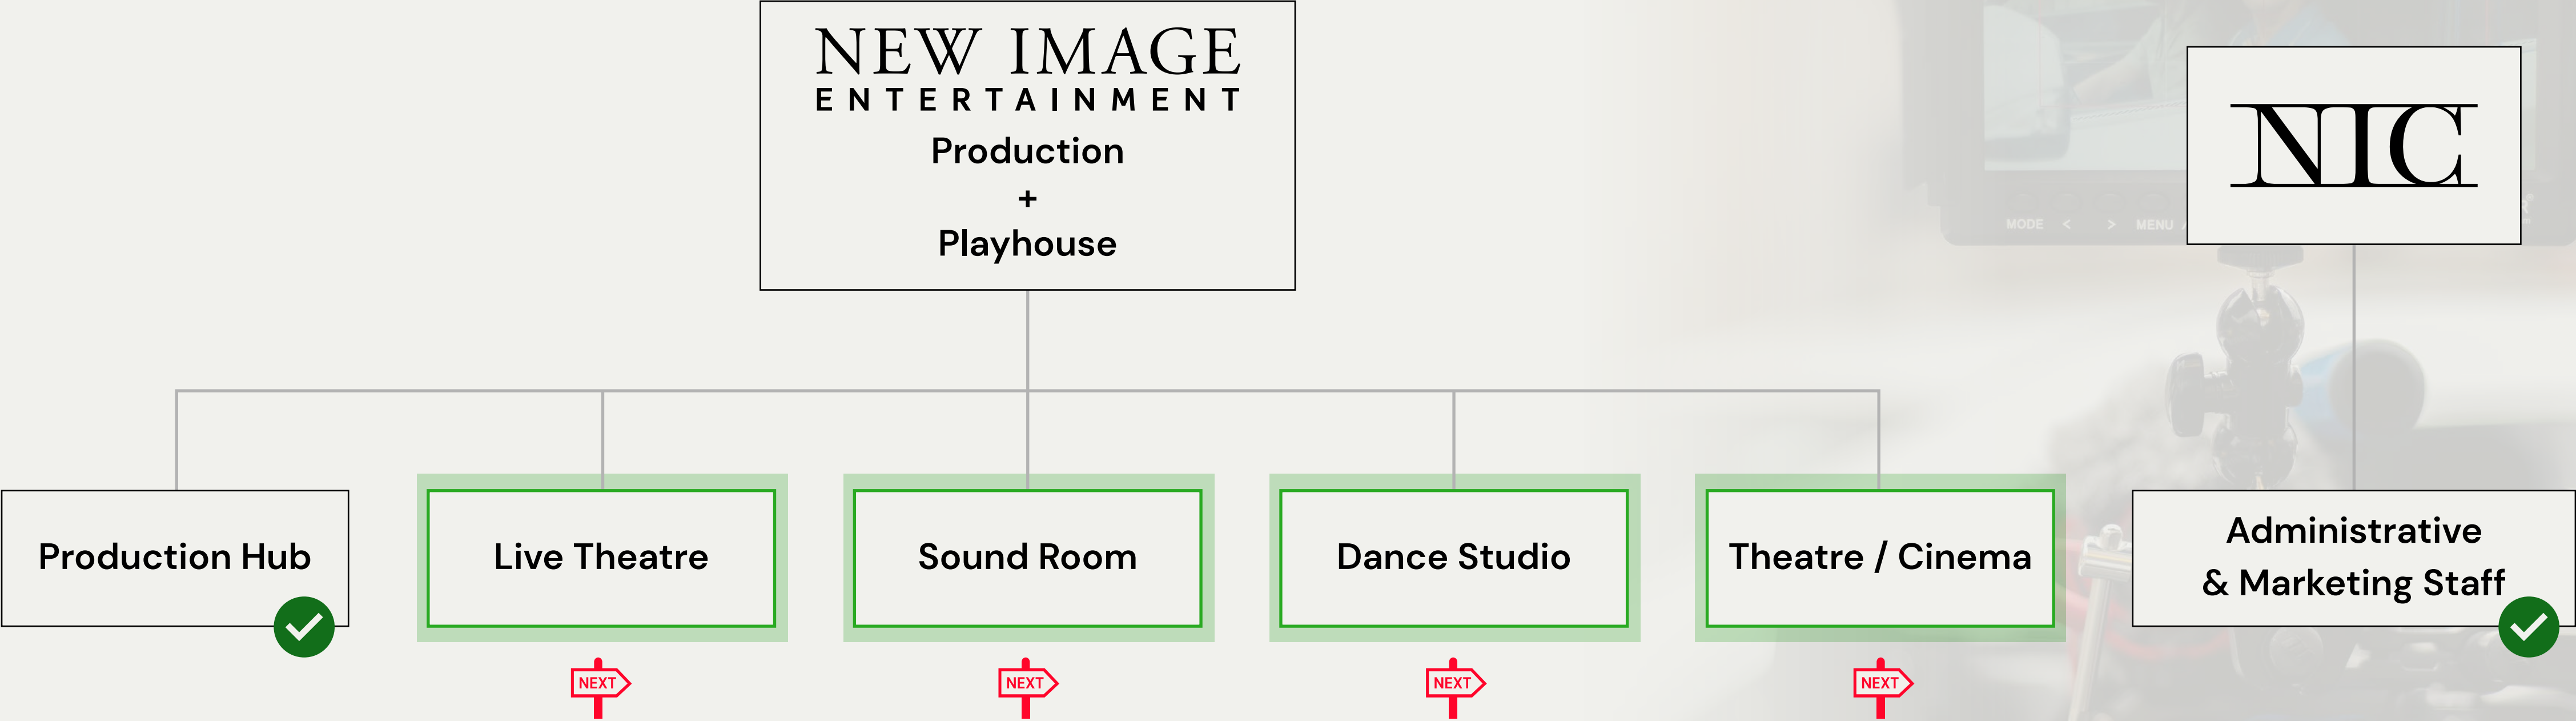 NEW IMAGE
ENTERTAINMENT
Production
+
Playhouse
NIC
MODE < > MENU
Production Hub
Live Theatre
Sound Room
Dance Studio
Theatre / Cinema
Administrative
& Marketing Staff
NEXT
NEXT
NEXT
NEXT